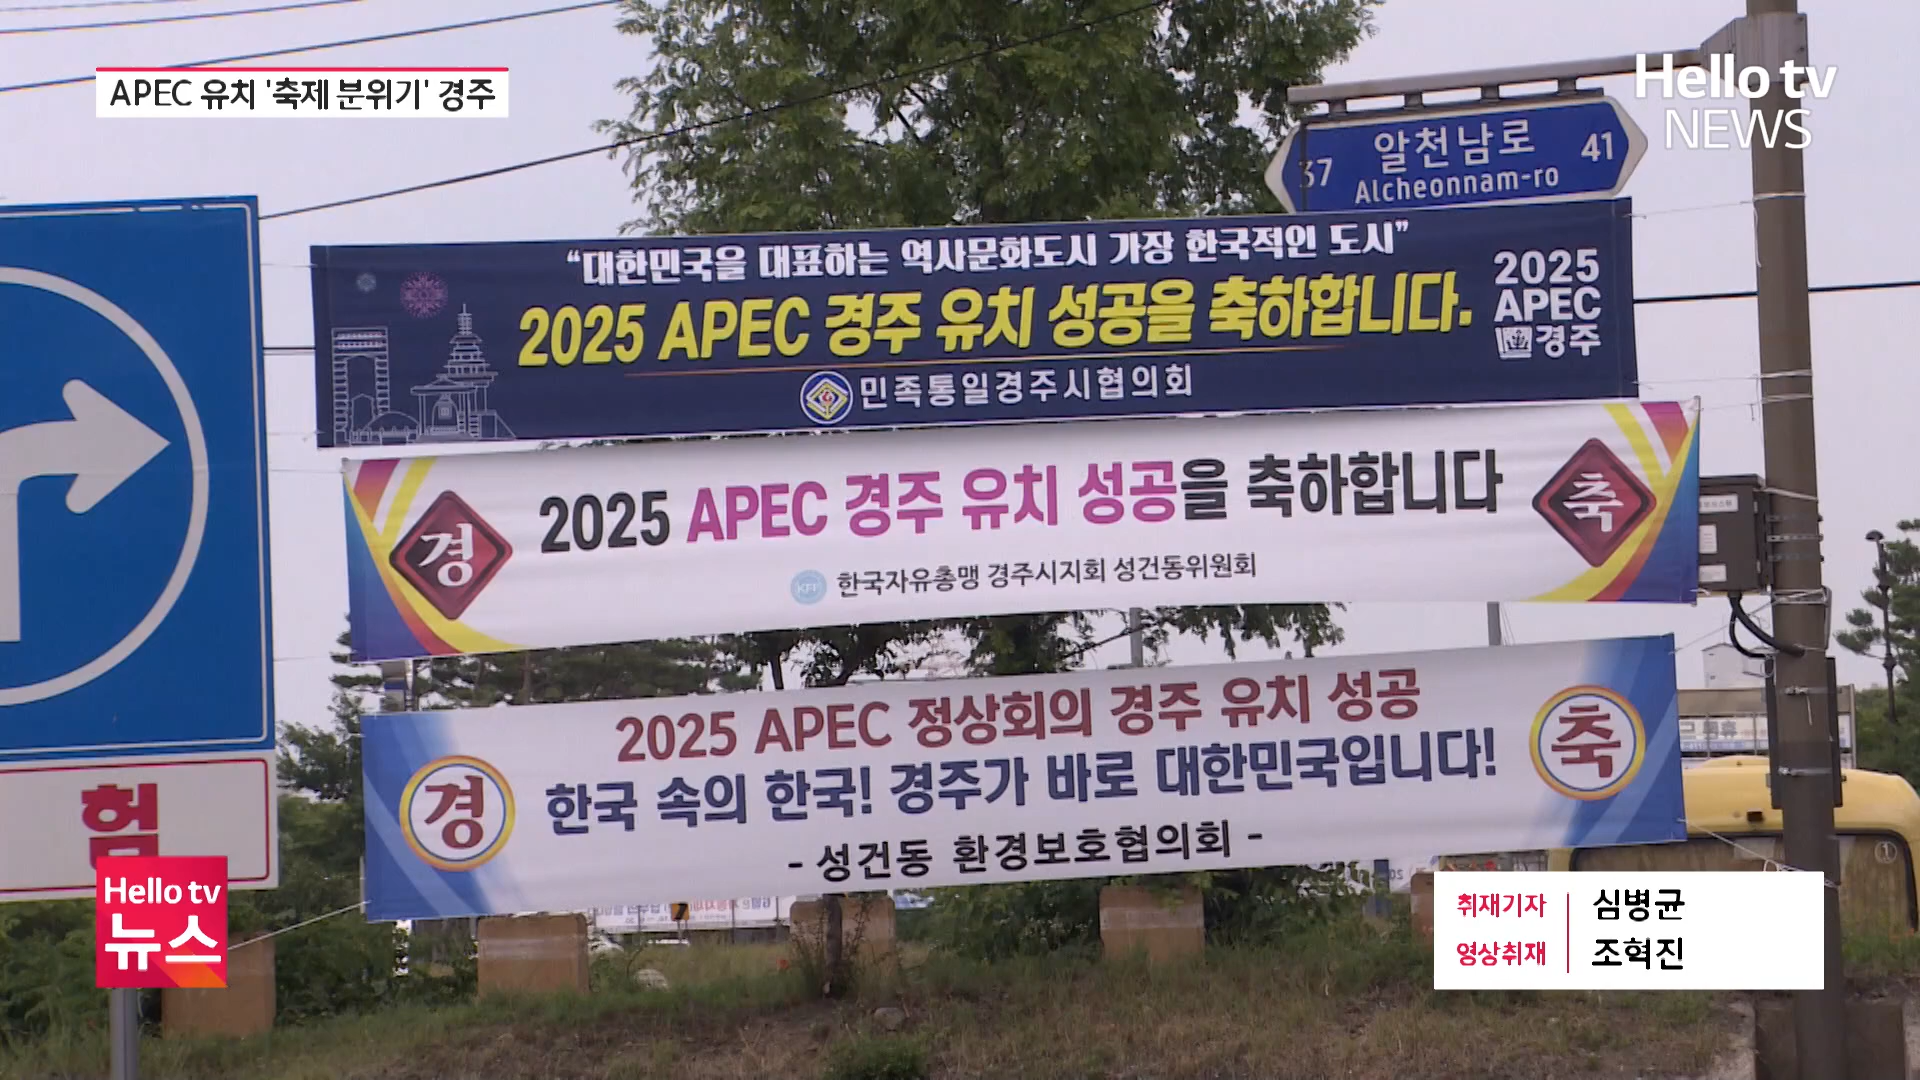 APEC 유치 '축제 분위기' 경주
Hello tv
NEWS
37 알천남로 41
Alcheonnam-ro
“대한민국을 대표하는 역사문화도시 가장 한국적인 도시”
2025 APEC 경주 유치 성공을 축하합니다.
2025
APEC
경주
민족통일경주시협의회
경 2025 APEC 경주 유치 성공을 축하합니다 축
KFF 한국자유총맹 경주시지회 성건동위원회
2025 APEC 정상회의 경주 유치 성공
경 한국 속의 한국! 경주가 바로 대한민국입니다! 축
- 성건동 환경보호협의회 -
험
Hello tv
뉴스
취재기자 심병균
영상취재 조혁진